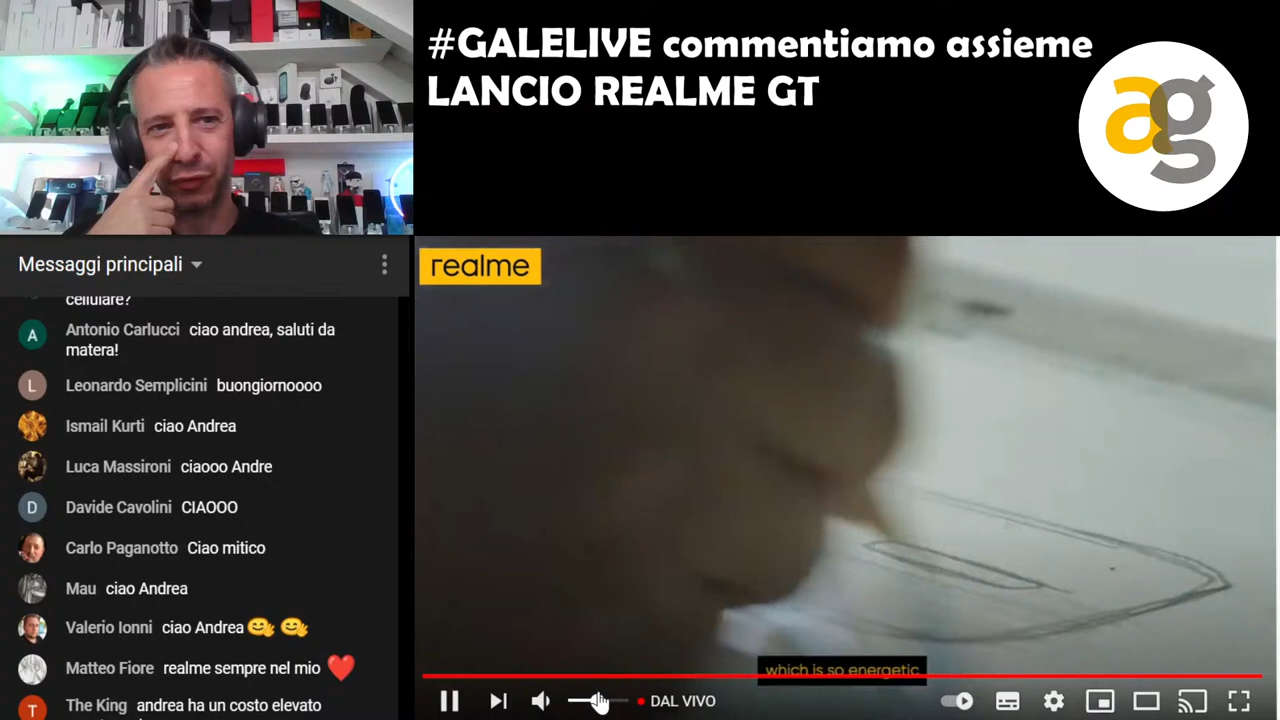 #GALELIVE commentiamo assieme
LANCIO REALME GT
ag
Messaggi principali
cellulare?
Antonio Carlucci ciao andrea, saluti da
matera!
Leonardo Semplicini buongiornoooo
Ismail Kurti ciao Andrea
Luca Massironi ciaooo Andre
Davide Cavolini CIAOOO
Carlo Paganotto Ciao mitico
Mau ciao Andrea
Valerio Ionni ciao Andrea
Matteo Fiore realme sempre nel mio
The King andrea ha un costo elevato
A
L
D
T
realme
which is so energetic
DAL VIVO